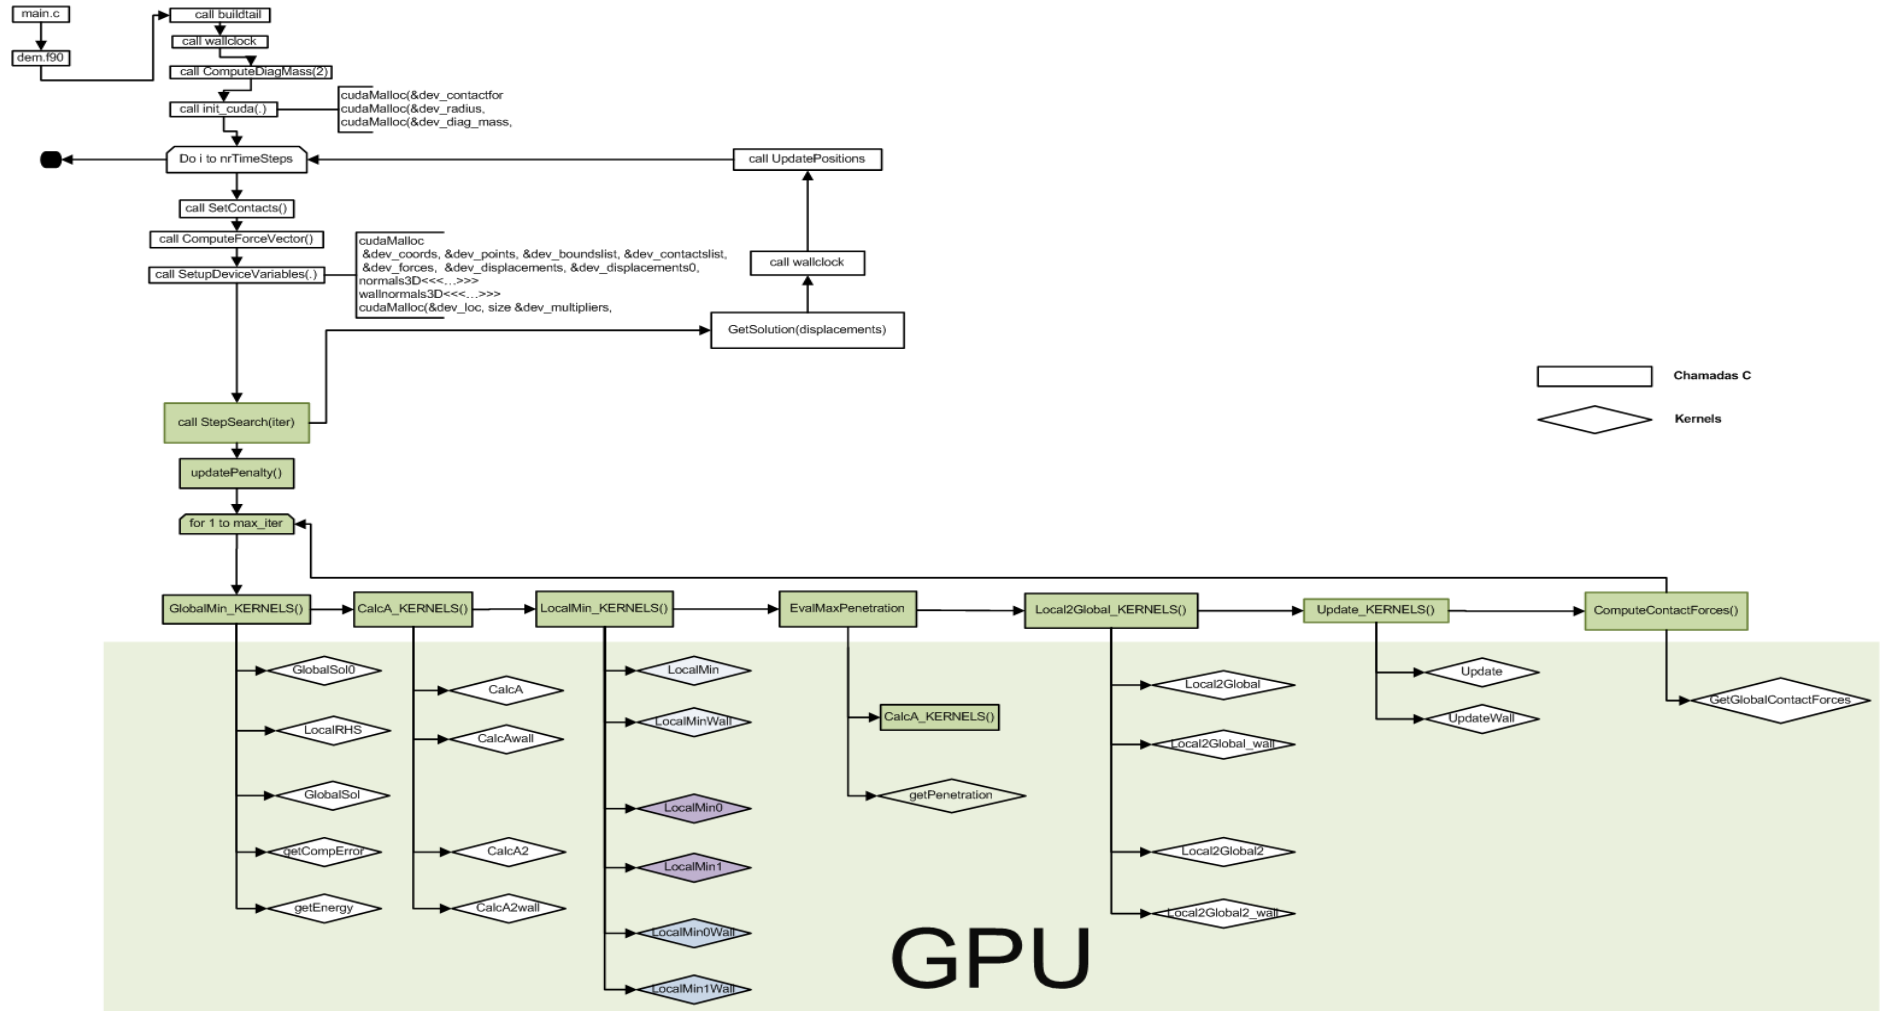 main.c
dem.f90
call buildtail
call wallclock
call ComputeDiagMass(2)
call init_cuda(.)
cudaMalloc(&dev_contactfor
cudaMalloc(&dev_radius,
cudaMalloc(&dev_diag_mass,
Do i to nrTimeSteps
call UpdatePositions
call SetContacts()
call ComputeForceVector()
call SetupDeviceVariables(.)
cudaMalloc
&dev_coords, &dev_points, &dev_boundslist, &dev_contactslist,
&dev_forces, &dev_displacements, &dev_displacements0,
normals3D<<<...>>>
wallnormals3D<<<...>>>
cudaMalloc(&dev_loc, size &dev_multipliers,
call wallclock
GetSolution(displacements)
Chamadas C
Kernels
call StepSearch(iter)
updatePenalty()
for 1 to max_iter
GlobalMin_KERNELS()
CalcA_KERNELS()
LocalMin_KERNELS()
EvalMaxPenetration
Local2Global_KERNELS()
Update_KERNELS()
ComputeContactForces()
GlobalSol0
LocalRHS
GlobalSol
getCompError
getEnergy
CalcA
CalcAwall
CalcA2
CalcA2wall
LocalMin
LocalMinWall
LocalMin0
LocalMin1
LocalMin0Wall
LocalMin1Wall
CalcA_KERNELS()
getPenetration
Local2Global
Local2Global_wall
Local2Global2
Local2Global2_wall
Update
UpdateWall
GetGlobalContactForces
GPU